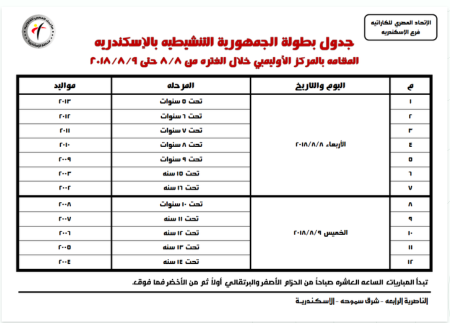 الإتحاد المصري للكاراتيه
فرع الإسكندريه
جدول بطولة الجمهورية التنشيطيه بالإسكندريه
المقامه بالمركز الأوليمبي خلال الفتره من ٨/٨ حتى ٢٠١٨/٨/٩
م اليوم والتاريخ المرحله مواليد
١ تحت ٥ سنوات ٢٠١٣
٢ تحت ٦ سنوات ٢٠١٢
٣ تحت ٧ سنوات ٢٠١١
٤ الأربعاء ٢٠١٨/٨/٨ تحت ٨ سنوات ٢٠١٠
٥ تحت ٩ سنوات ٢٠٠٩
٦ تحت ١٥ سنه ٢٠٠٣
٧ تحت ١٦ سنه ٢٠٠٢
٨ تحت ١٠ سنوات ٢٠٠٨
٩ تحت ١١ سنه ٢٠٠٧
١٠ الخميس ٢٠١٨/٨/٩ تحت ١٢ سنه ٢٠٠٦
١١ تحت ١٣ سنه ٢٠٠٥
١٢ تحت ١٤ سنه ٢٠٠٤
تبدأ المباريات الساعه العاشره صباحاً من الحزام الأصفر والبرتقالي أولاً ثم من الأخضر فما فوق.
الناصرية الرابعه - شرق سموحه - الإسكندرية